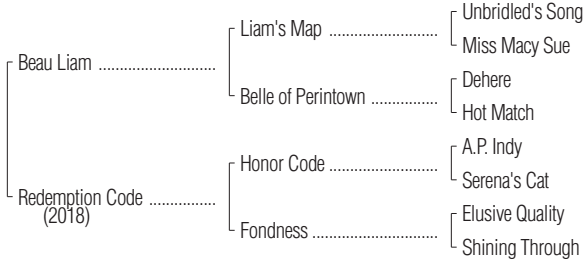 Unbridled's Song
Liam's Map ......................
Miss Macy Sue
Beau Liam ...........................
Dehere
Belle of Perintown ...............
Hot Match
A.P. Indy
Honor Code ........................
Serena's Cat
Redemption Code ...............
(2018)
Elusive Quality
Fondness ............................
Shining Through